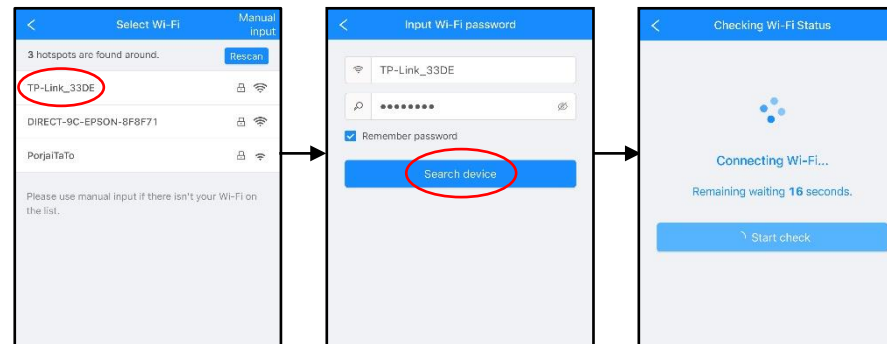 Select Wi-Fi
Manual input
3 hotspots are found around.
Rescan
TP-Link_33DE
DIRECT-9C-EPSON-8F8F71
PorjaiTaTo
Please use manual input if there isn't your Wi-Fi on
the list.
Input Wi-Fi password
TP-Link_33DE
••••••••
Remember password
Search device
Checking Wi-Fi Status
Connecting Wi-Fi...
Remaining waiting 16 seconds.
Start check